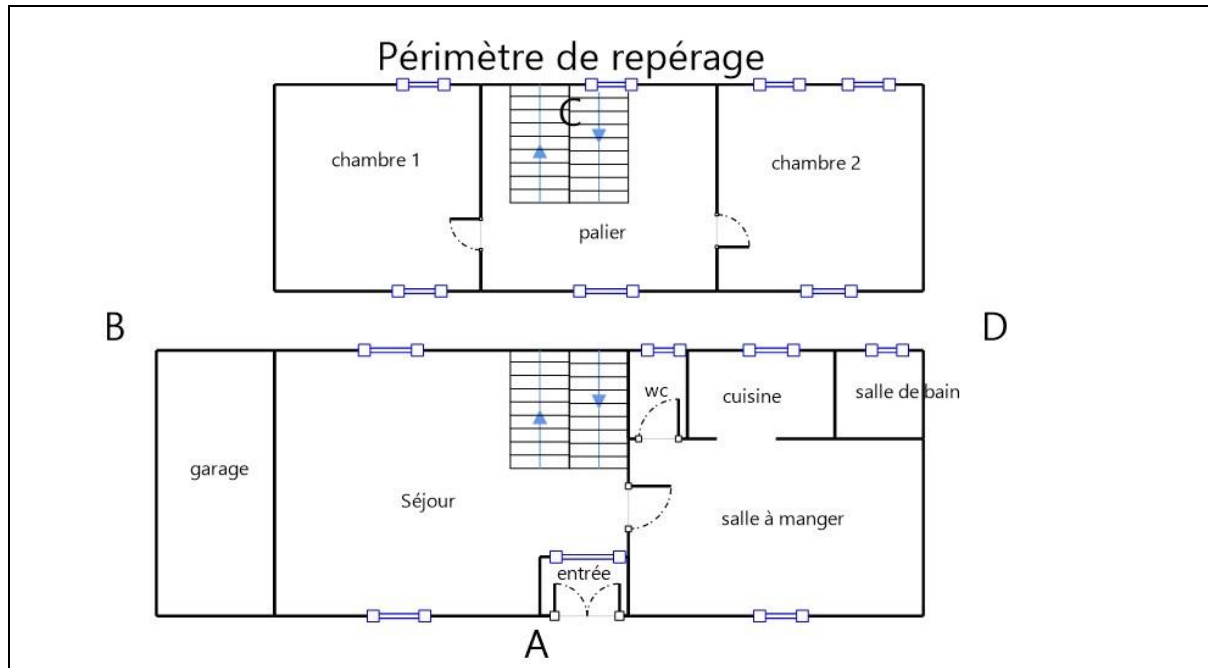 Périmètre de repérage
C
chambre 1
chambre 2
palier
B
D
wc
cuisine
salle de bain
garage
Séjour
salle à manger
entrée
A